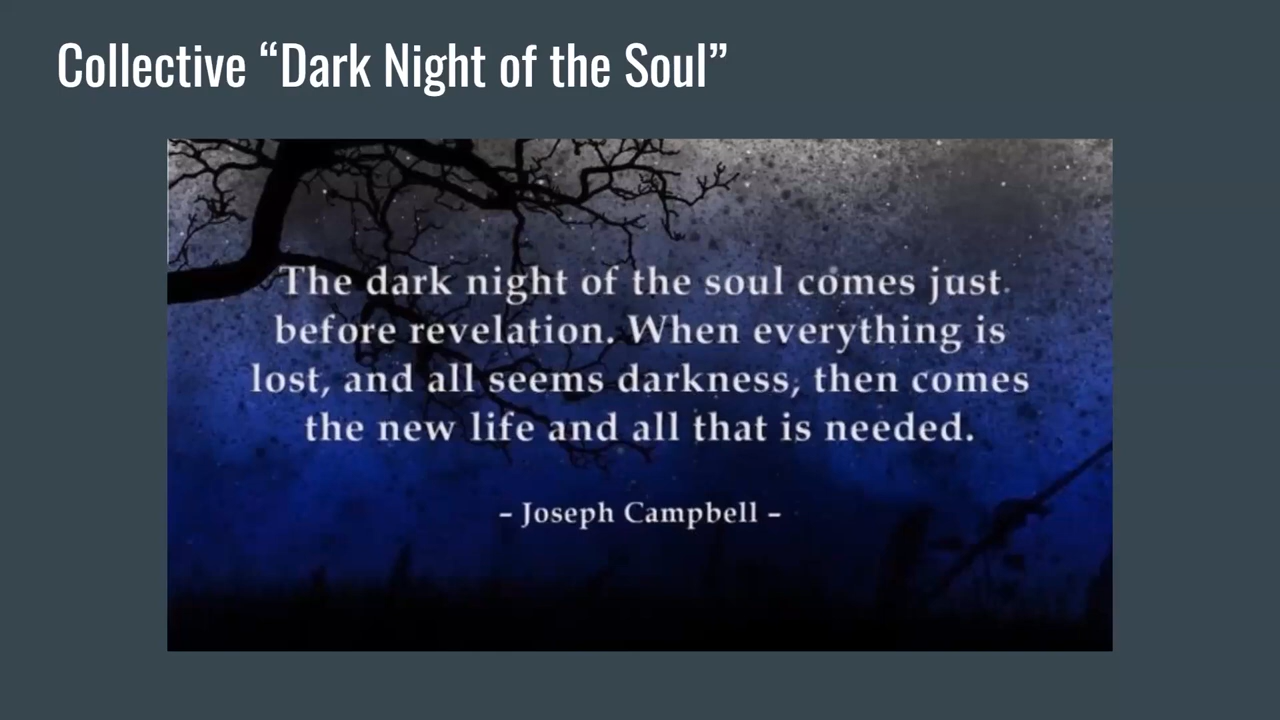 Collective “Dark Night of the Soul”
The dark night of the soul comes just
before revelation. When everything is
lost, and all seems darkness, then comes
the new life and all that is needed.
– Joseph Campbell –